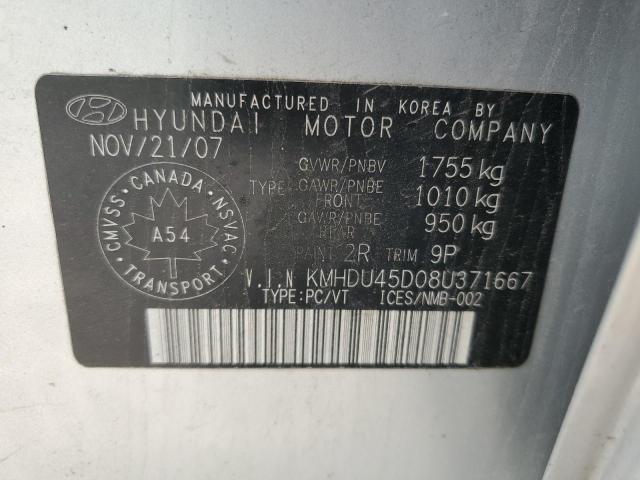 MANUFACTURED IN KOREA BY
HYUNDAI MOTOR COMPANY
NOV/21/07
GVWR/PNBV 1755 kg
TYPE GAWR/PNBE FRONT 1010 kg
GAWR/PNBE REAR 950 kg
PAINT 2R TRIM 9P
CANADA
CMVSS NSVAC
A54
TRANSPORT
V.I.N KMHDU45D08U371667
TYPE:PC/VT ICES/NMB-002